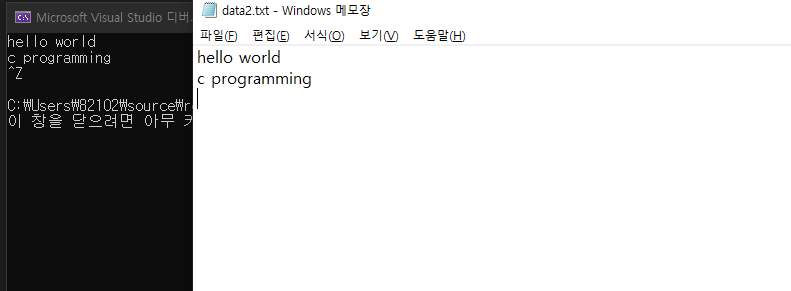 Microsoft Visual Studio 디버
hello world
c programming
^Z
C:₩Users₩82102₩source₩r
이 창을 닫으려면 아무
data2.txt - Windows 메모장
파일(F) 편집(E) 서식(O) 보기(V) 도움말(H)
hello world
c programming